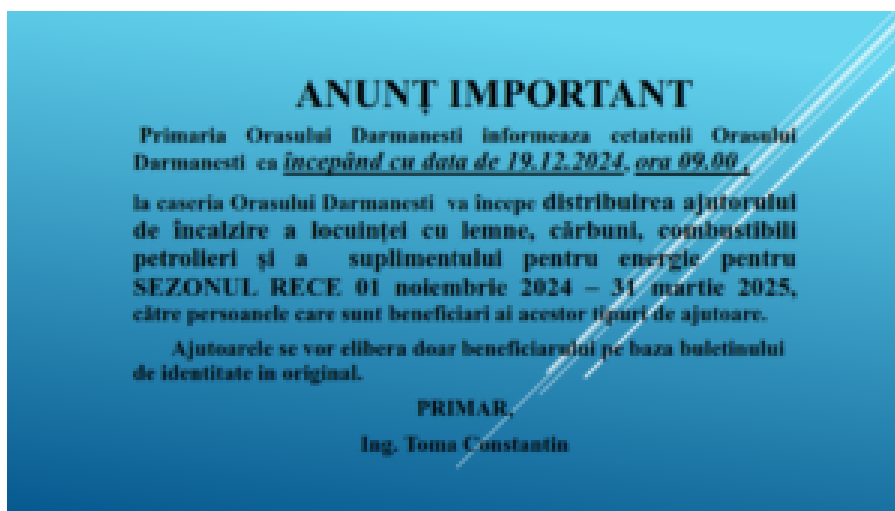 ANUNȚ IMPORTANT
Primaria Orasului Darmanesti informeaza cetatenii Orasului
Darmanesti ca începând cu data de 19.12.2024, ora 09.00 ,
la caseria Orasului Darmanesti va începe distribuirea ajutorului
de încalzire a locuinței cu lemne, cărbuni, combustibili
petrolieri și a suplimentului pentru energie pentru
SEZONUL RECE 01 noiembrie 2024 – 31 martie 2025,
către persoanele care sunt beneficiari ai acestor tipuri de ajutoare.
Ajutoarele se vor elibera doar beneficiarului pe baza buletinului
de identitate in original.
PRIMAR,
Ing. Toma Constantin